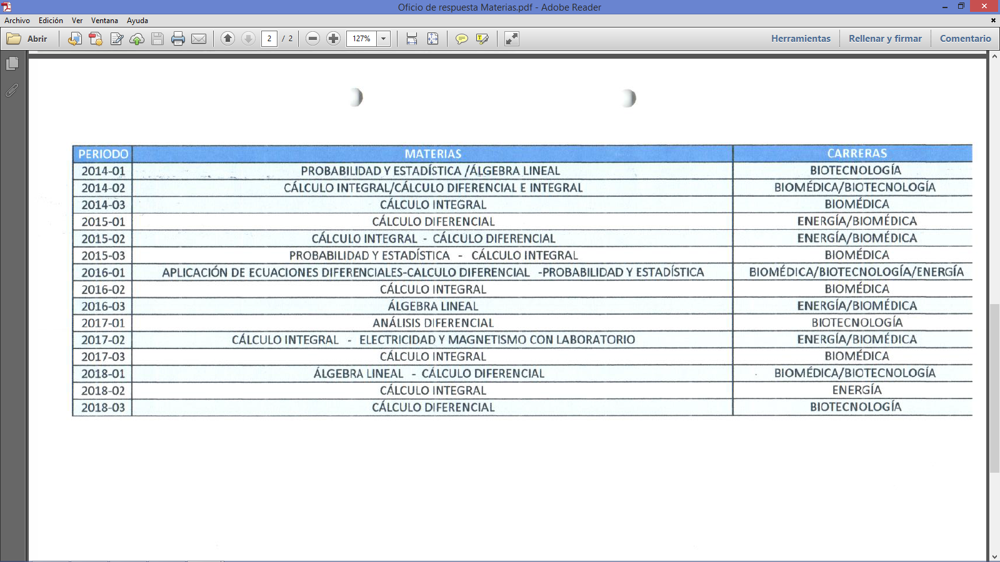 Oficio de respuesta Materias.pdf - Adobe Reader
Archivo Edición Ver Ventana Ayuda
Abrir 2 / 2 127% Herramientas Rellenar y firmar Comentario
PERIODO MATERIAS CARRERAS
2014-01 PROBABILIDAD Y ESTADÍSTICA /ÁLGEBRA LINEAL BIOTECNOLOGÍA
2014-02 CÁLCULO INTEGRAL/CÁLCULO DIFERENCIAL E INTEGRAL BIOMÉDICA/BIOTECNOLOGÍA
2014-03 CÁLCULO INTEGRAL BIOMÉDICA
2015-01 CÁLCULO DIFERENCIAL ENERGÍA/BIOMÉDICA
2015-02 CÁLCULO INTEGRAL - CÁLCULO DIFERENCIAL ENERGÍA/BIOMÉDICA
2015-03 PROBABILIDAD Y ESTADÍSTICA - CÁLCULO INTEGRAL BIOMÉDICA
2016-01 APLICACIÓN DE ECUACIONES DIFERENCIALES-CALCULO DIFERENCIAL -PROBABILIDAD Y ESTADÍSTICA BIOMÉDICA/BIOTECNOLOGÍA/ENERGÍA
2016-02 CÁLCULO INTEGRAL BIOMÉDICA
2016-03 ÁLGEBRA LINEAL ENERGÍA/BIOMÉDICA
2017-01 ANÁLISIS DIFERENCIAL BIOTECNOLOGÍA
2017-02 CÁLCULO INTEGRAL - ELECTRICIDAD Y MAGNETISMO CON LABORATORIO ENERGÍA/BIOMÉDICA
2017-03 CÁLCULO INTEGRAL BIOMÉDICA
2018-01 ÁLGEBRA LINEAL - CÁLCULO DIFERENCIAL BIOMÉDICA/BIOTECNOLOGÍA
2018-02 CÁLCULO INTEGRAL ENERGÍA
2018-03 CÁLCULO DIFERENCIAL BIOTECNOLOGÍA